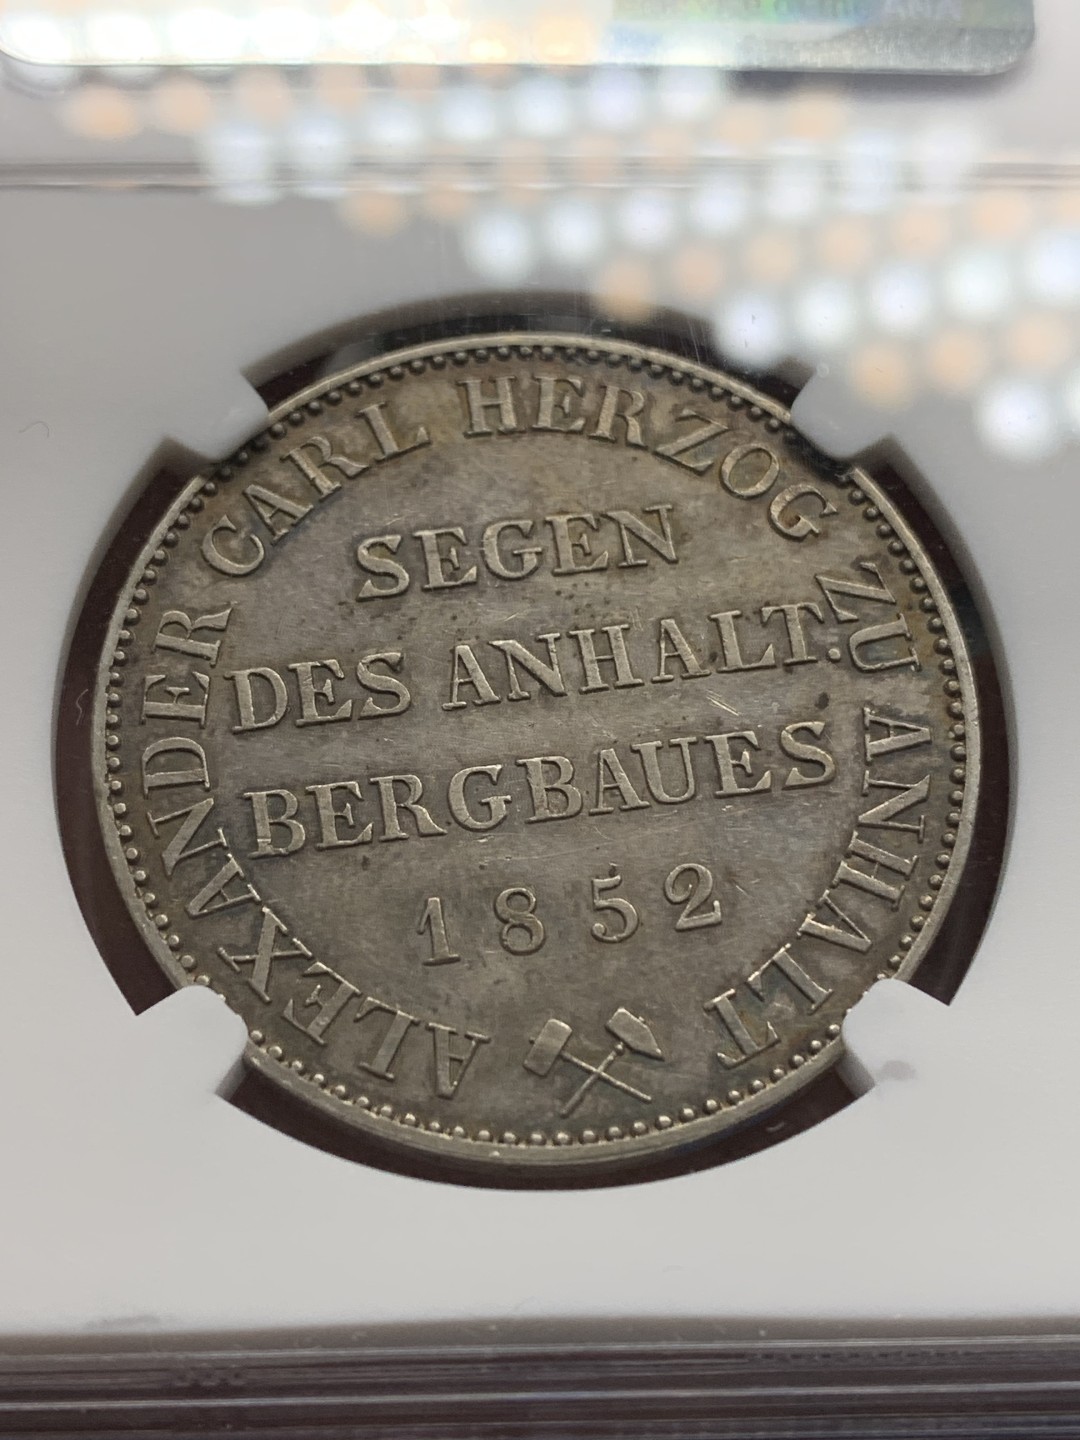 ALEXANDER CARL HERZOG ZU ANHALT
SEGEN
DES ANHALT.
BERGBAUES
1852